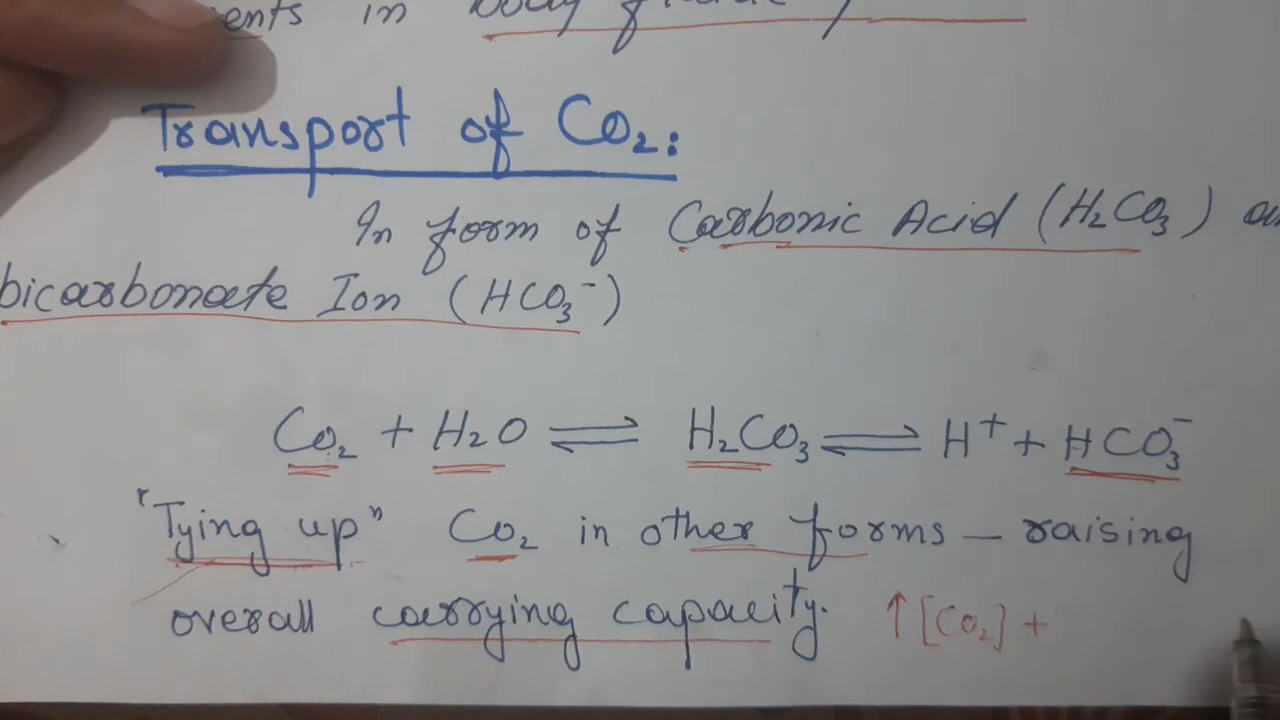 in body
Transport of CO₂:
In form of Carbonic Acid (H₂CO₃)
bicarbonate Ion (HCO₃⁻)
CO₂ + H₂O ⇌ H₂CO₃ ⇌ H⁺ + HCO₃⁻
"Tying up" CO₂ in other forms – raising
overall carrying capacity. ↑[CO₂] +